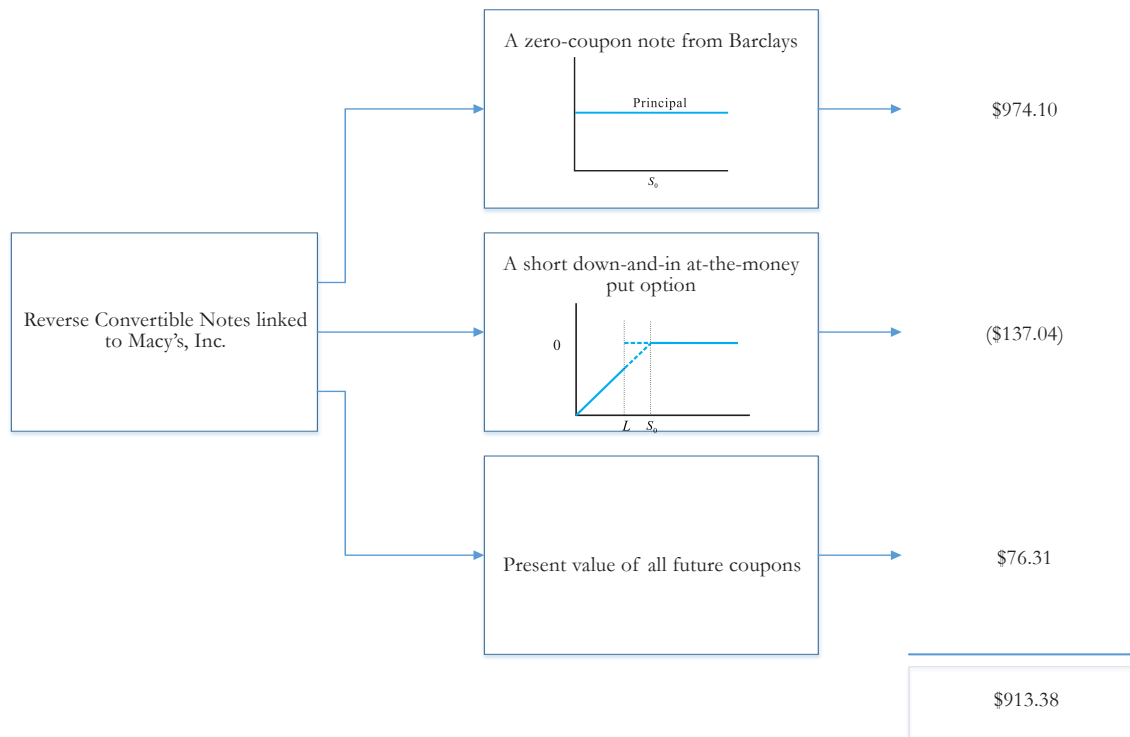 A zero-coupon note from Barclays
Principal
S₀
$974.10
Reverse Convertible Notes linked
to Macy's, Inc.
A short down-and-in at-the-money
put option
0
L S₀
($137.04)
Present value of all future coupons
$76.31
$913.38